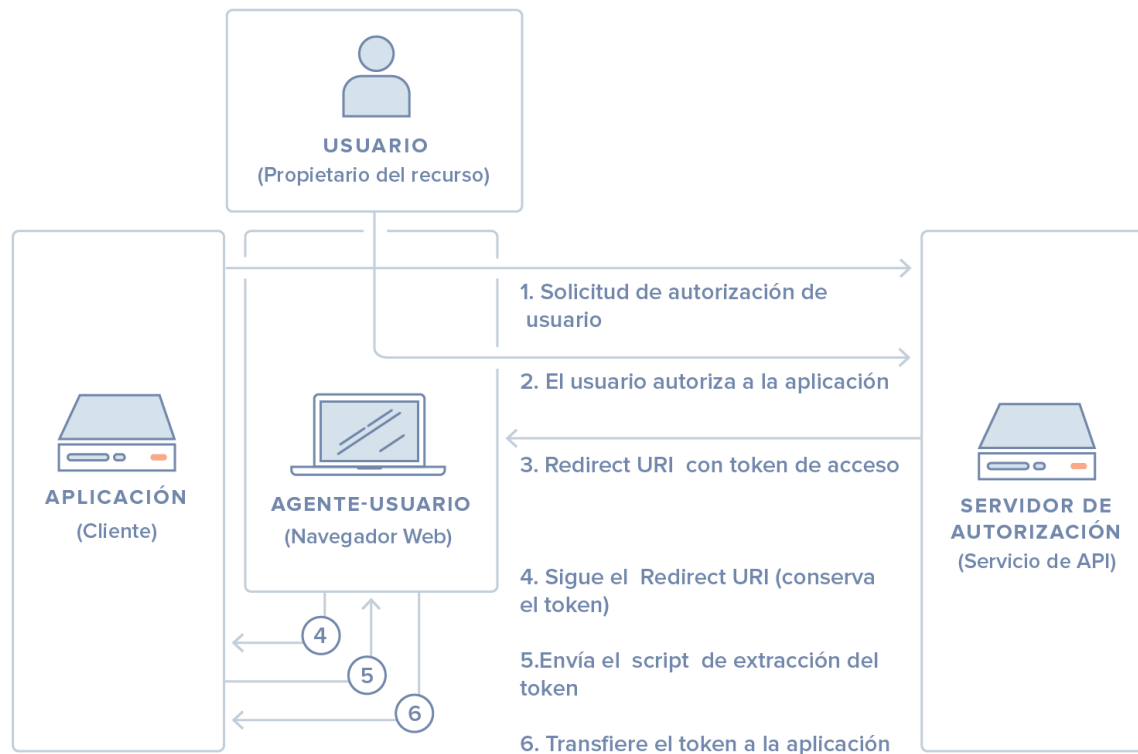 USUARIO
(Propietario del recurso)
1. Solicitud de autorización de
usuario
2. El usuario autoriza a la aplicación
3. Redirect URI con token de acceso
APLICACIÓN
(Cliente)
AGENTE-USUARIO
(Navegador Web)
SERVIDOR DE
AUTORIZACIÓN
(Servicio de API)
4. Sigue el Redirect URI (conserva
el token)
4
5.Envía el script de extracción del
token
5
6
6. Transfiere el token a la aplicación